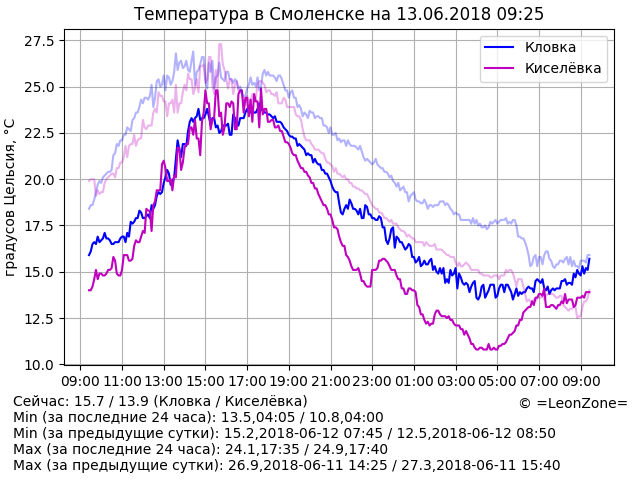 Температура в Смоленске на 13.06.2018 09:25
27.5
25.0
22.5
20.0
17.5
15.0
12.5
10.0
градусов Цельсия, °C
Кловка
Киселёвка
09:00 11:00 13:00 15:00 17:00 19:00 21:00 23:00 01:00 03:00 05:00 07:00 09:00
Сейчас: 15.7 / 13.9 (Кловка / Киселёвка)
© =LeonZone=
Min (за последние 24 часа): 13.5,04:05 / 10.8,04:00
Min (за предыдущие сутки): 15.2,2018-06-12 07:45 / 12.5,2018-06-12 08:50
Max (за последние 24 часа): 24.1,17:35 / 24.9,17:40
Max (за предыдущие сутки): 26.9,2018-06-11 14:25 / 27.3,2018-06-11 15:40